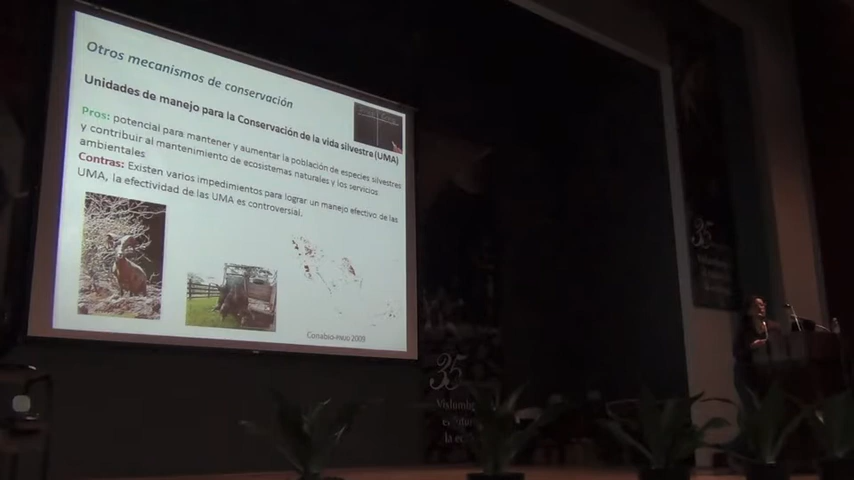 Otros mecanismos de conservación
Unidades de manejo para la Conservación de la vida silvestre (UMA)
Pros: potencial para mantener y aumentar la población de especies silvestres
y contribuir al mantenimiento de ecosistemas naturales y los servicios
ambientales
Contras: Existen varios impedimentos para lograr un manejo efectivo de las
UMA, la efectividad de las UMA es controversial.
Conabio-PNUD 2009
35
35